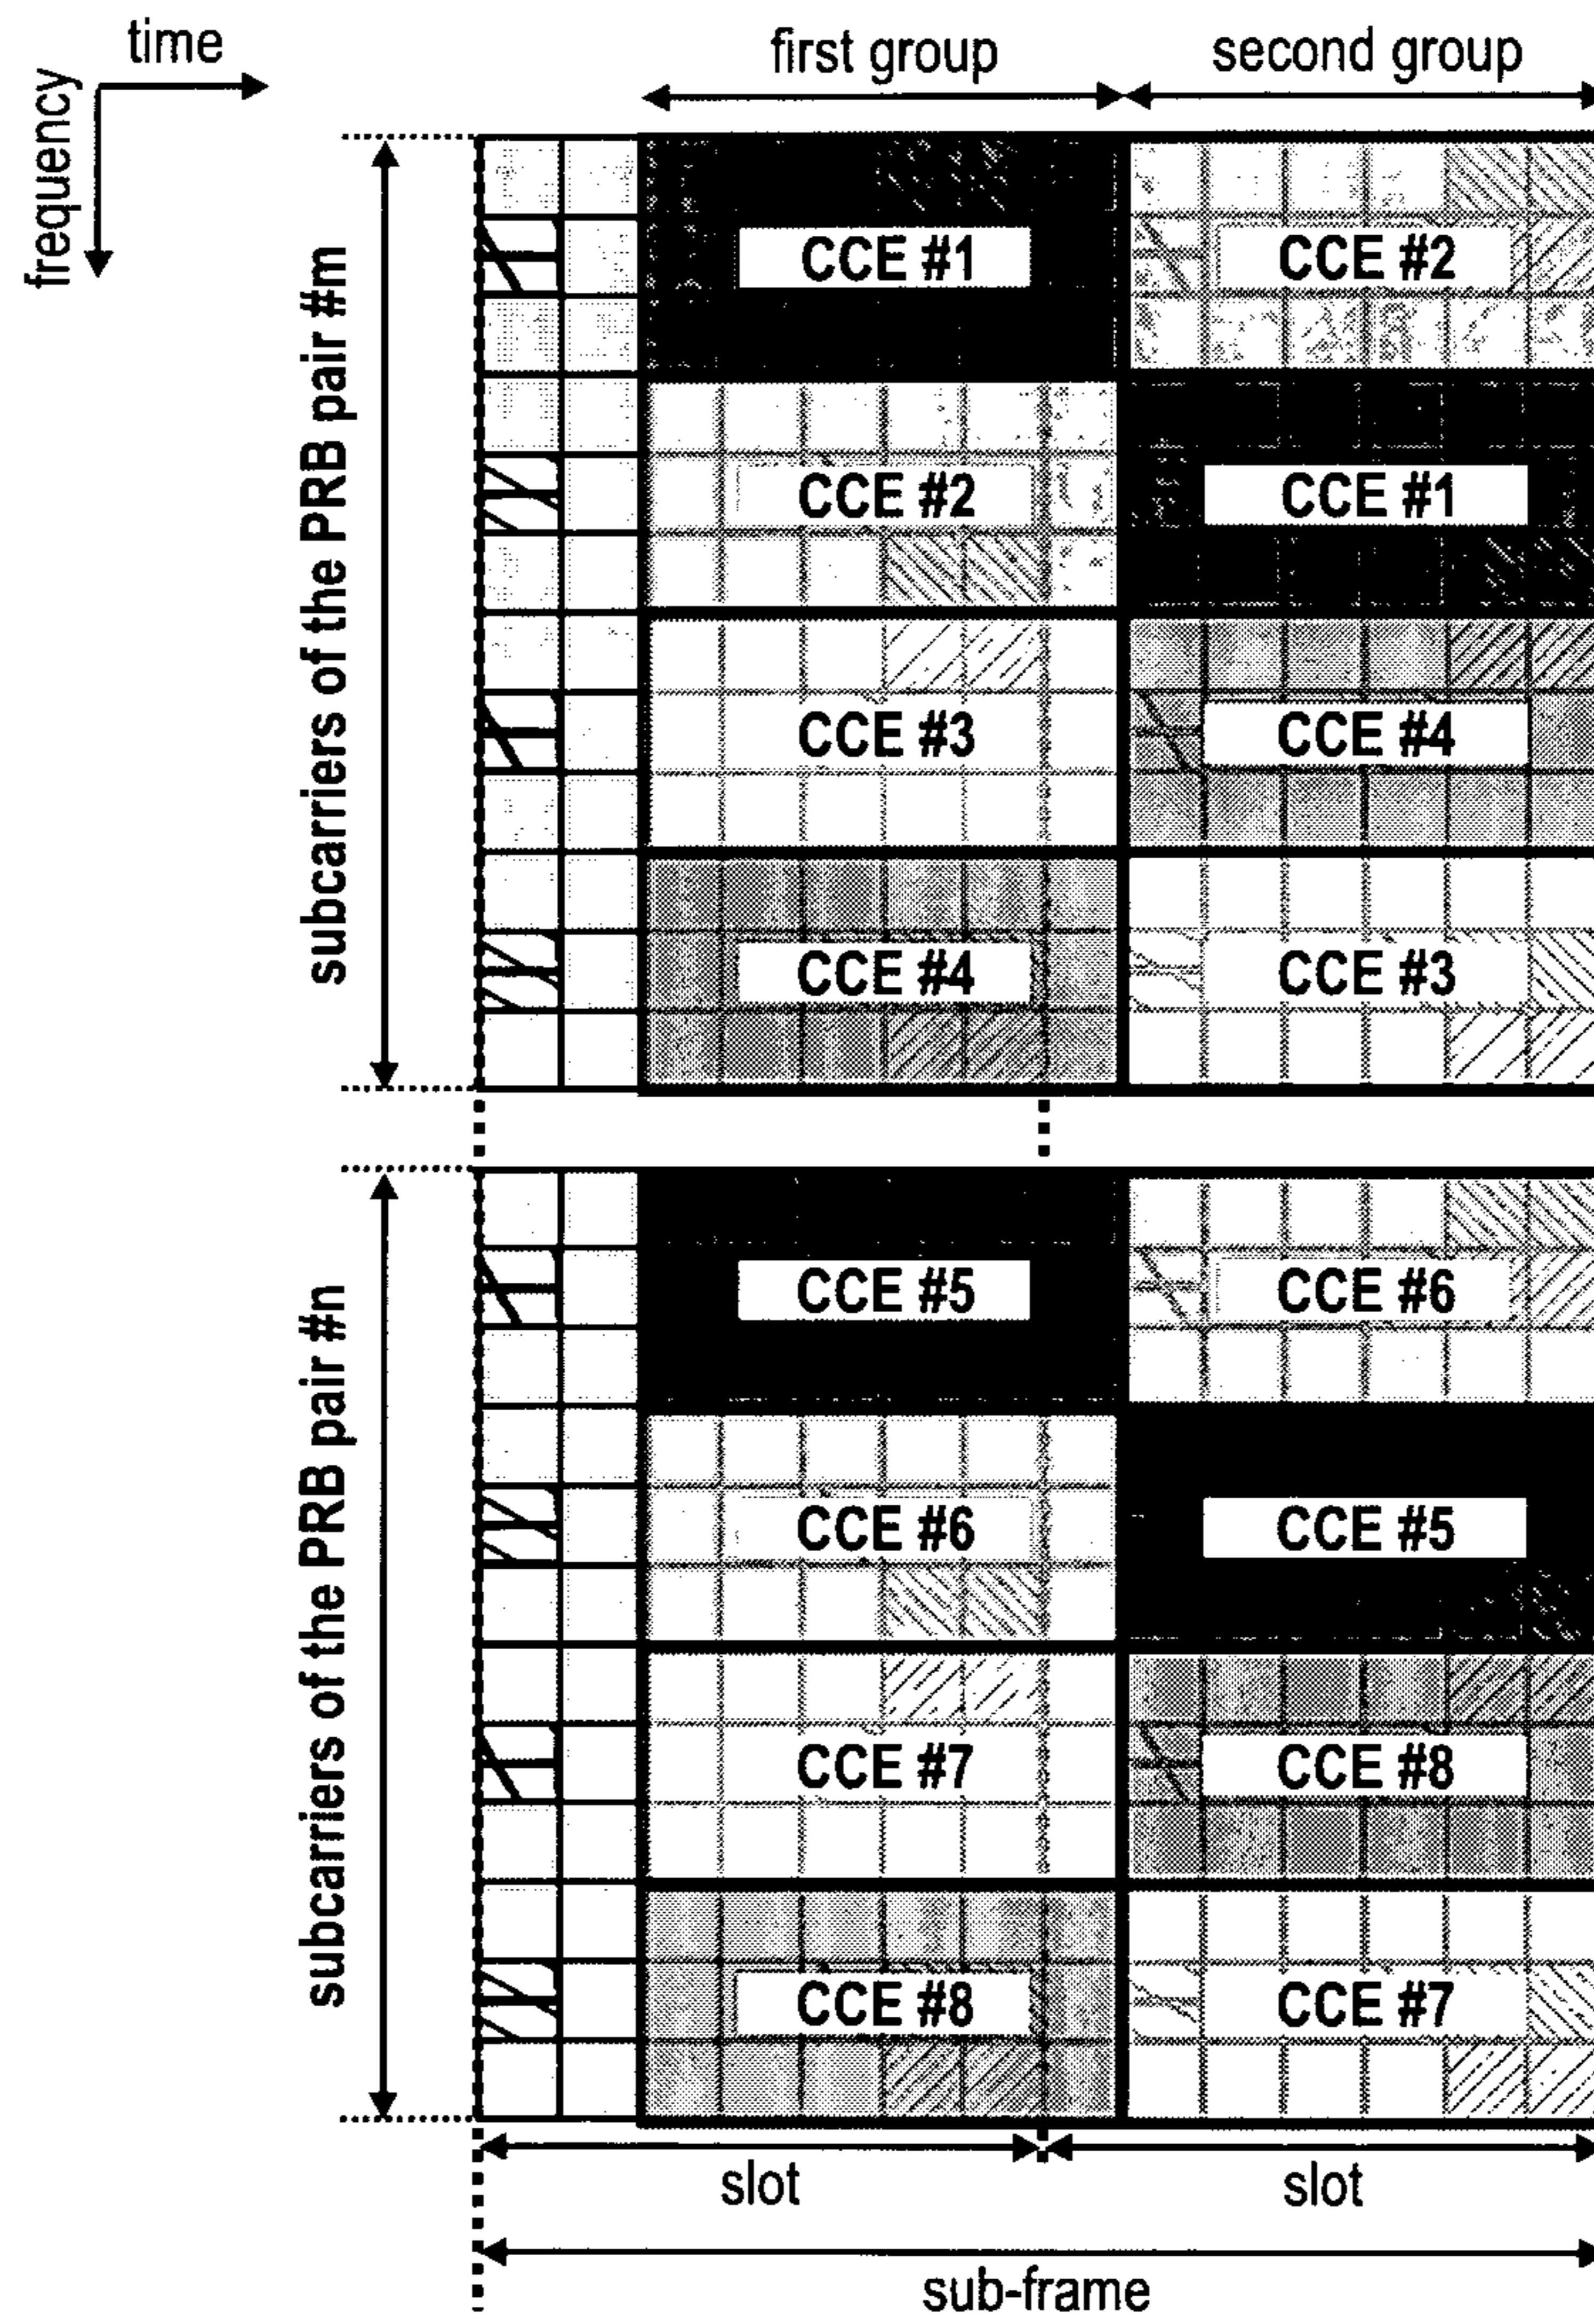 time
first group
second group
frequency
subcarriers of the PRB pair #m
CCE #1
CCE #2
CCE #2
CCE #1
CCE #3
CCE #4
CCE #4
CCE #3
subcarriers of the PRB pair #n
CCE #5
CCE #6
CCE #6
CCE #5
CCE #7
CCE #8
CCE #8
CCE #7
slot
slot
sub-frame